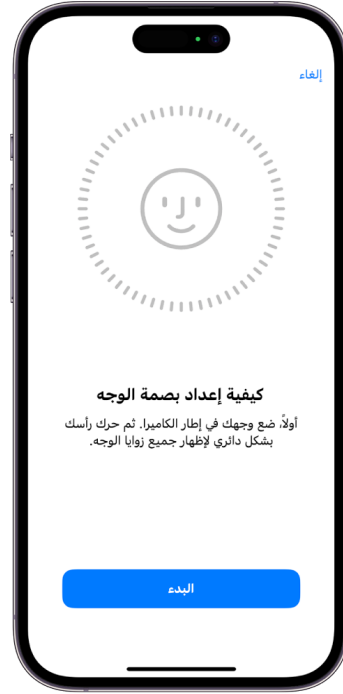 إلغاء
كيفية إعداد بصمة الوجه
أولاً، ضع وجهك في إطار الكاميرا. ثم حرك رأسك
بشكل دائري لإظهار جميع زوايا الوجه.
البدء